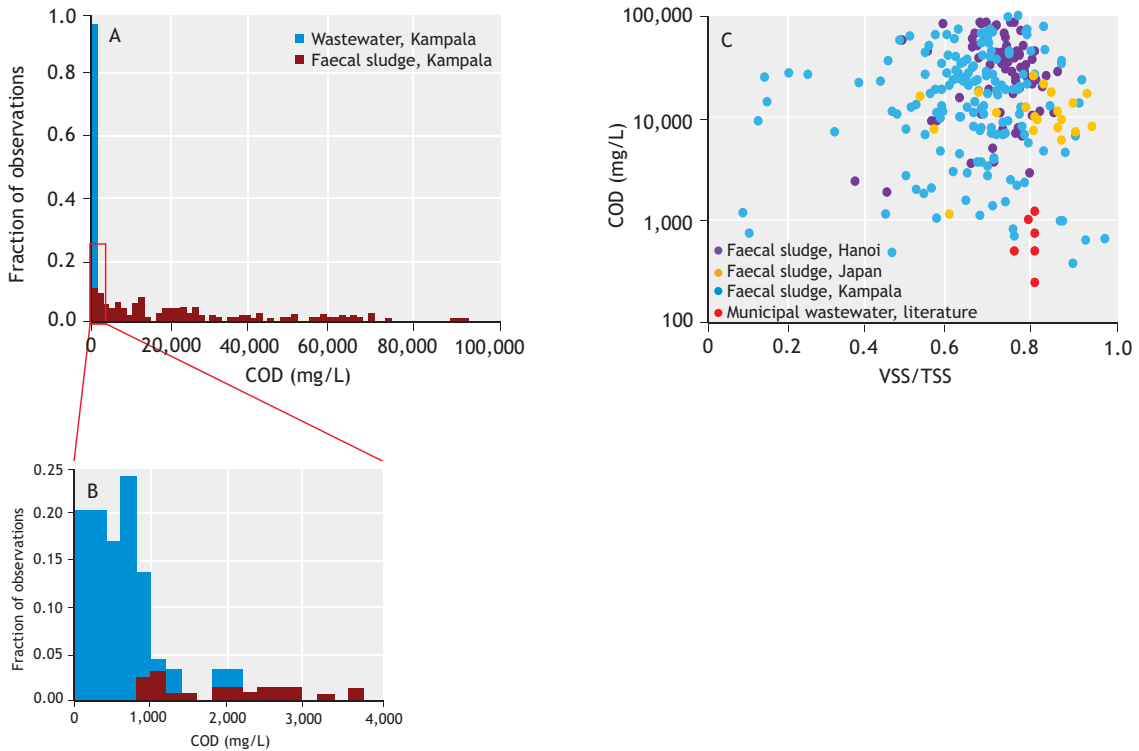 A
Wastewater, Kampala
Faecal sludge, Kampala
Fraction of observations
1.0
0.8
0.6
0.4
0.2
0.0
0
20,000
40,000
60,000
80,000
100,000
COD (mg/L)
B
Fraction of observations
0.25
0.20
0.15
0.10
0.05
0.00
0
1,000
2,000
3,000
4,000
COD (mg/L)
C
COD (mg/L)
100,000
10,000
1,000
100
Faecal sludge, Hanoi
Faecal sludge, Japan
Faecal sludge, Kampala
Municipal wastewater, literature
0
0.2
0.4
0.6
0.8
1.0
VSS/TSS